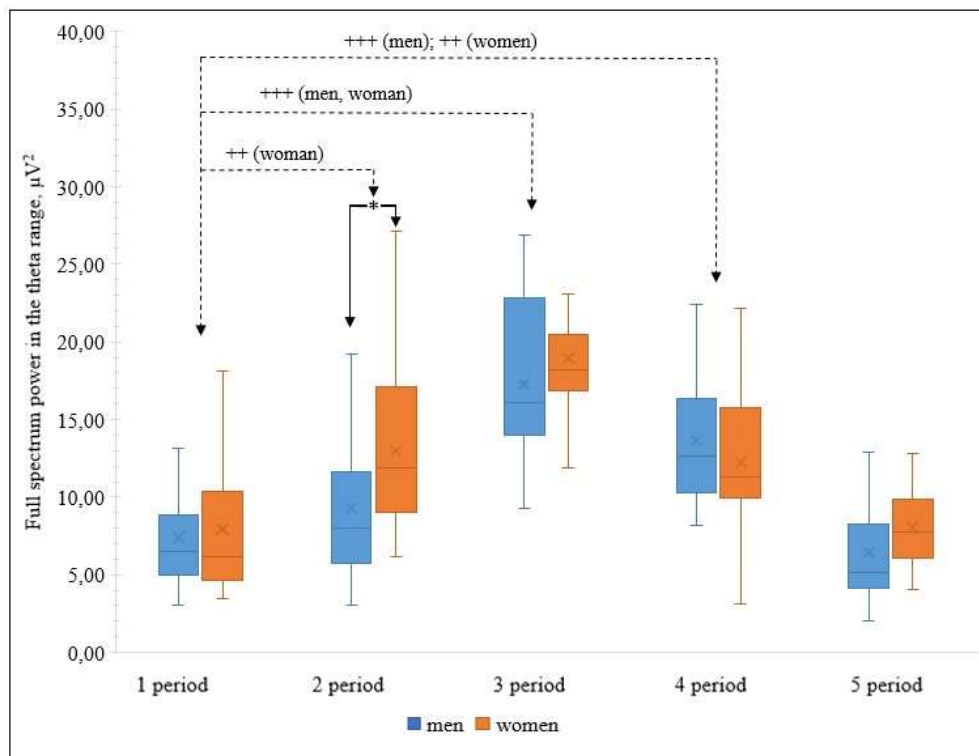 40,00
+++ (men); ++ (women)
35,00
+++ (men, woman)
++ (woman)
30,00
*
25,00
20,00
15,00
10,00
5,00
0,00
Full spectrum power in the theta range, µV²
1 period 2 period 3 period 4 period 5 period
men women